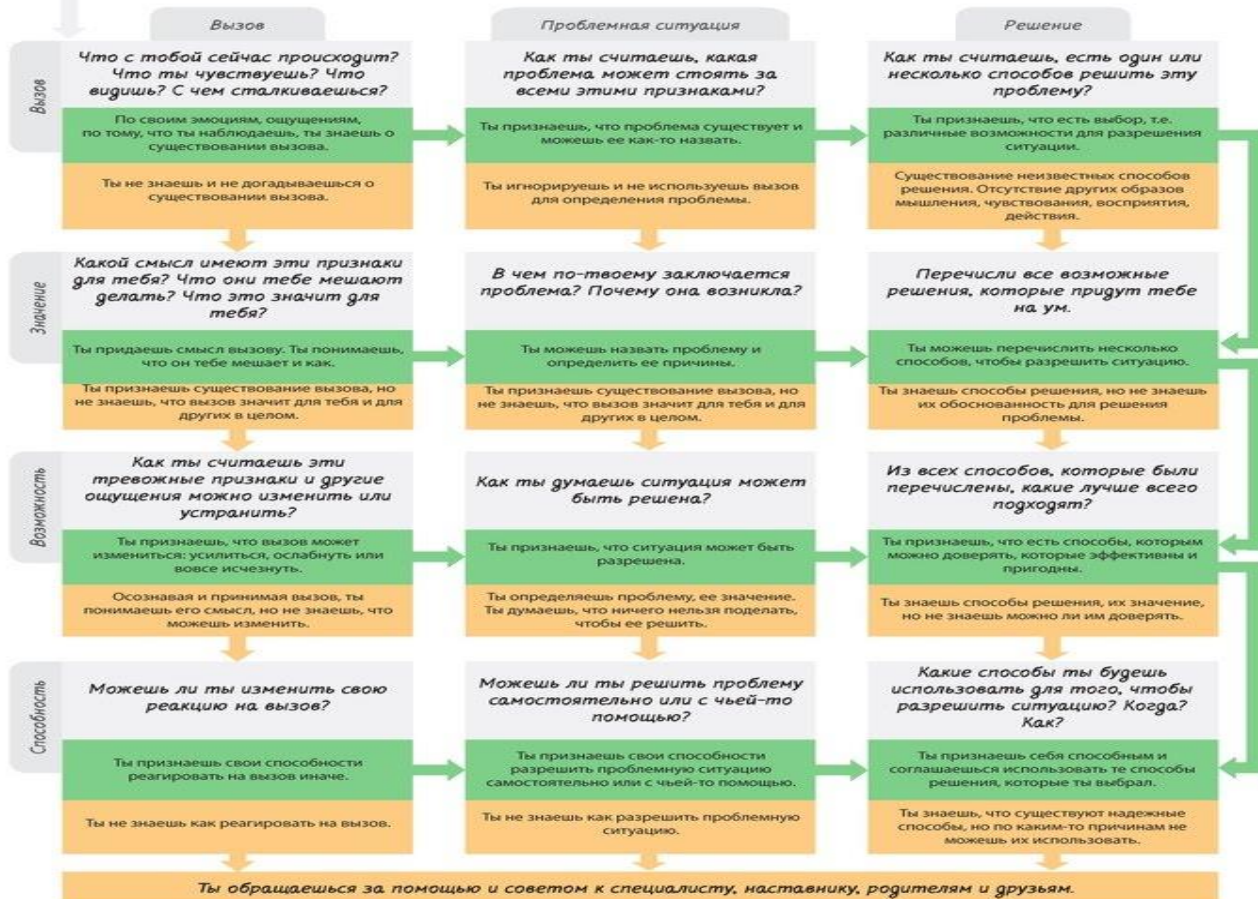 Вызов
Проблемная ситуация
Решение
Вызов
Что с тобой сейчас происходит?
Что ты чувствуешь? Что
видишь? С чем сталкиваешься?
Как ты считаешь, какая
проблема может стоять за
всеми этими признаками?
Как ты считаешь, есть один или
несколько способов решить эту
проблему?
По своим эмоциям, ощущениям,
по тому, что ты наблюдаешь, ты знаешь о
существовании вызова.
Ты признаешь, что проблема существует и
можешь ее как-то назвать.
Ты признаешь, что есть выбор, т.е.
различные возможности для разрешения
ситуации.
Ты не знаешь и не догадываешься о
существовании вызова.
Ты игнорируешь и не используешь вызов
для определения проблемы.
Существование неизвестных способов
решения. Отсутствие других образов
мышления, чувствования, восприятия,
действия.
Значение
Какой смысл имеют эти признаки
для тебя? Что они тебе мешают
делать? Что это значит для
тебя?
В чем по-твоему заключается
проблема? Почему она возникла?
Перечисли все возможные
решения, которые придут тебе
на ум.
Ты придаешь смысл вызову. Ты понимаешь,
что он тебе мешает и как.
Ты можешь назвать проблему и
определить ее причины.
Ты можешь перечислить несколько
способов, чтобы разрешить ситуацию.
Ты признаешь существование вызова, но
не знаешь, что вызов значит для тебя и для
других в целом.
Ты признаешь существование вызова, но
не знаешь, что вызов значит для тебя и для
других в целом.
Ты знаешь способы решения, но не знаешь
их обоснованность для решения
проблемы.
Возможность
Как ты считаешь эти
тревожные признаки и другие
ощущения можно изменить или
устранить?
Как ты думаешь ситуация может
быть решена?
Из всех способов, которые были
перечислены, какие лучше всего
подходят?
Ты признаешь, что вызов может
измениться: усилиться, ослабнуть или
вовсе исчезнуть.
Ты признаешь, что ситуация может быть
разрешена.
Ты признаешь, что есть способы, которым
можно доверять, которые эффективны и
пригодны.
Осознавая и принимая вызов, ты
понимаешь его смысл, но не знаешь, что
можешь изменить.
Ты определяешь проблему, ее значение.
Ты думаешь, что ничего нельзя поделать,
чтобы ее решить.
Ты знаешь способы решения, их значение,
но не знаешь можно ли им доверять.
Способность
Можешь ли ты изменить свою
реакцию на вызов?
Можешь ли ты решить проблему
самостоятельно или с чьей-то
помощью?
Какие способы ты будешь
использовать для того, чтобы
разрешить ситуацию? Когда?
Как?
Ты признаешь свои способности
реагировать на вызов иначе.
Ты признаешь свои способности
разрешить проблемную ситуацию
самостоятельно или с чьей-то помощью.
Ты признаешь себя способным и
соглашаешься использовать те способы
решения, которые ты выбрал.
Ты не знаешь как реагировать на вызов.
Ты не знаешь как разрешить проблемную
ситуацию.
Ты знаешь, что существуют надежные
способы, но по каким-то причинам не
можешь их использовать.
Ты обращаешься за помощью и советом к специалисту, наставнику, родителям и друзьям.